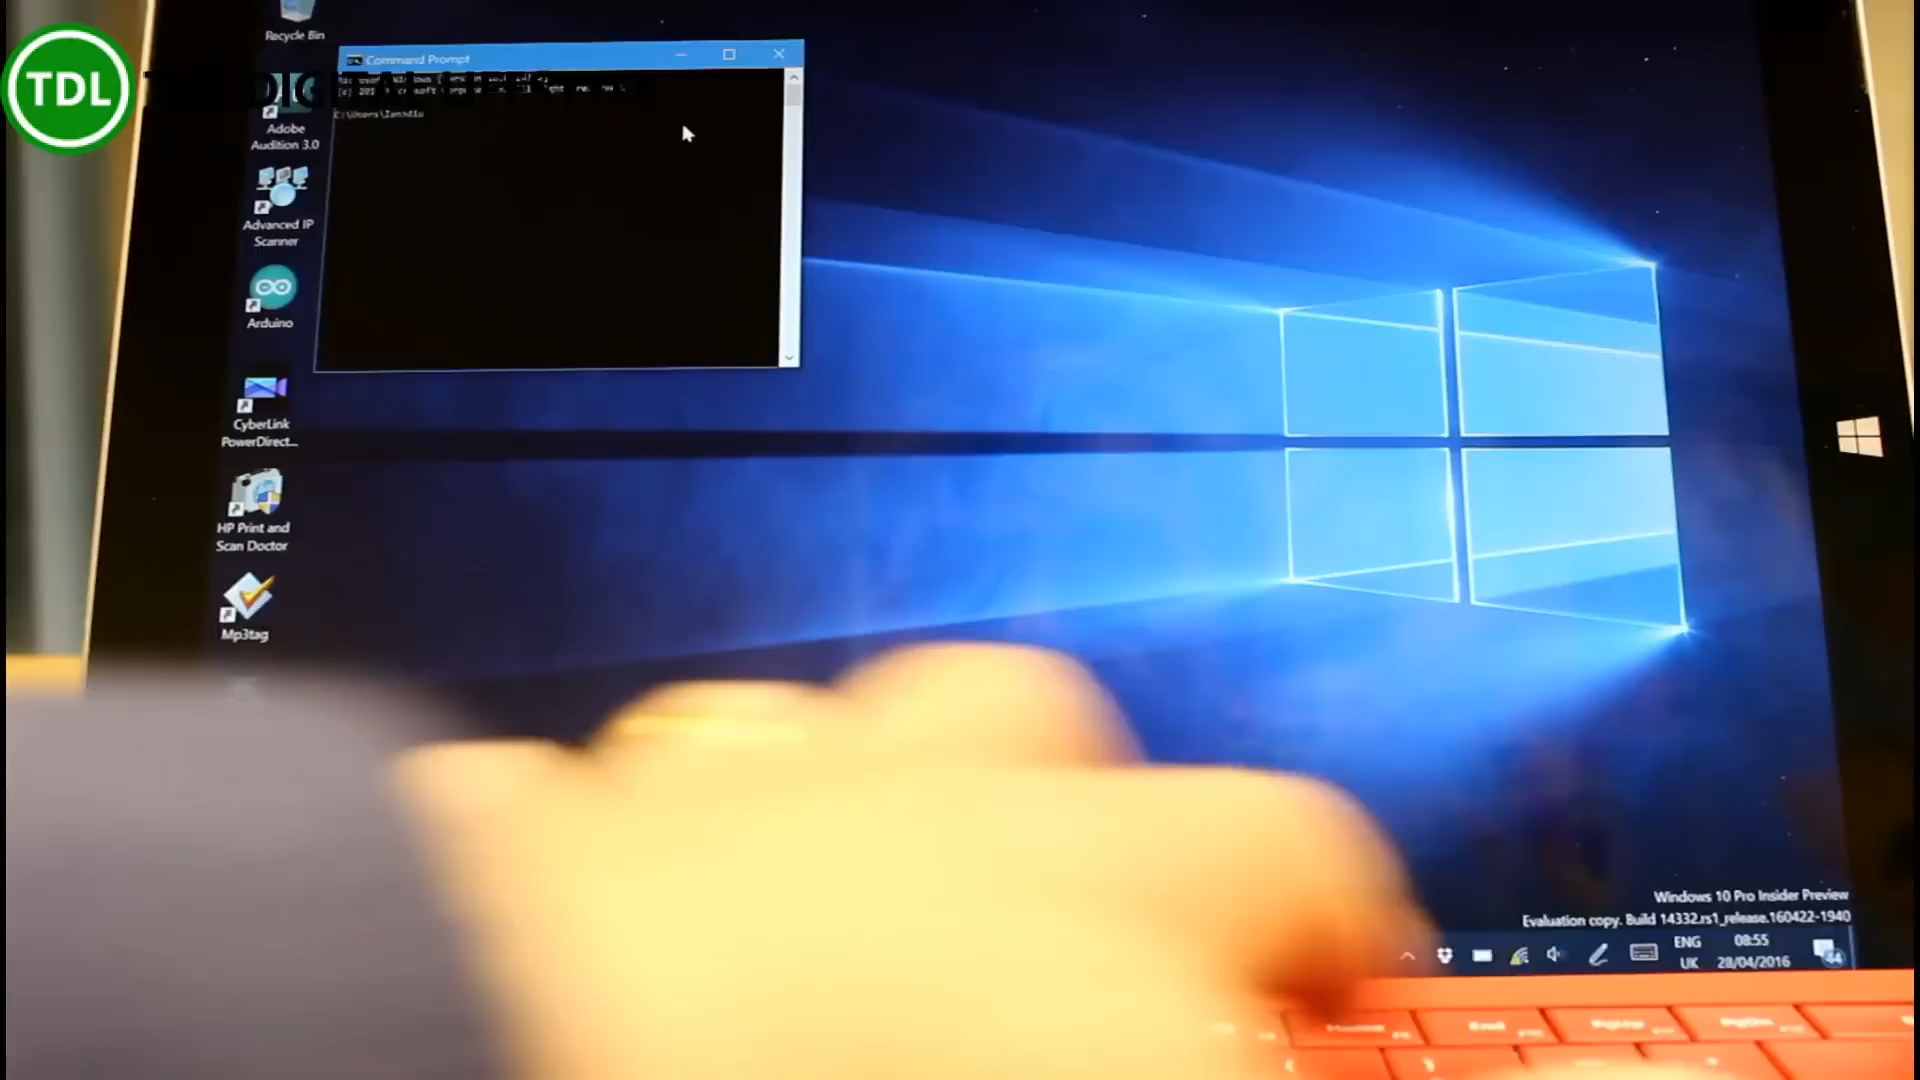 TDL
Recycle Bin
Command Prompt
Adobe
Audition 3.0
Advanced IP
Scanner
Arduino
CyberLink
PowerDirect...
HP Print and
Scan Doctor
Mp3tag
Windows 10 Pro Insider Preview
Evaluation copy. Build 14332.rs1_release.160422-1940
ENG
08:55
UK
28/04/2016
44